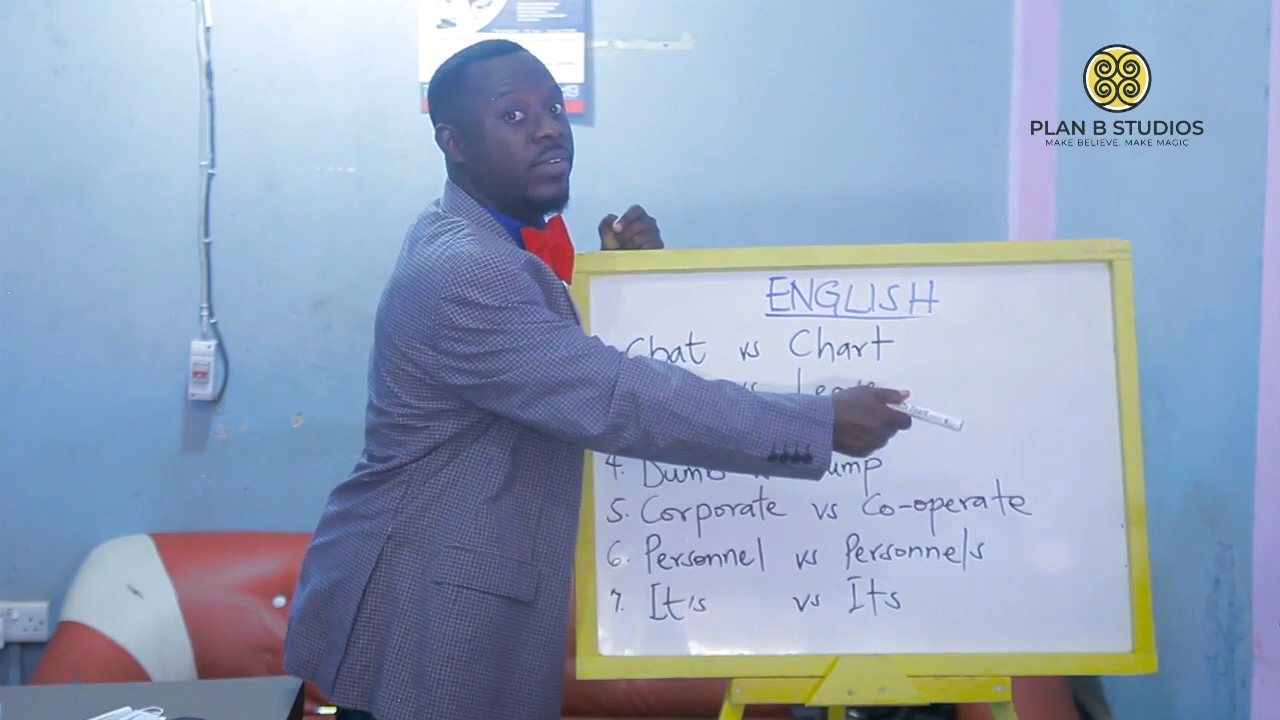 PLAN B STUDIOS
MAKE BELIEVE. MAKE MAGIC
ENGLISH
Chat vs Chart
vs
4. Dumb
5. Corporate vs Co-operate
6. Personnel vs Personnels
7. It's vs Its